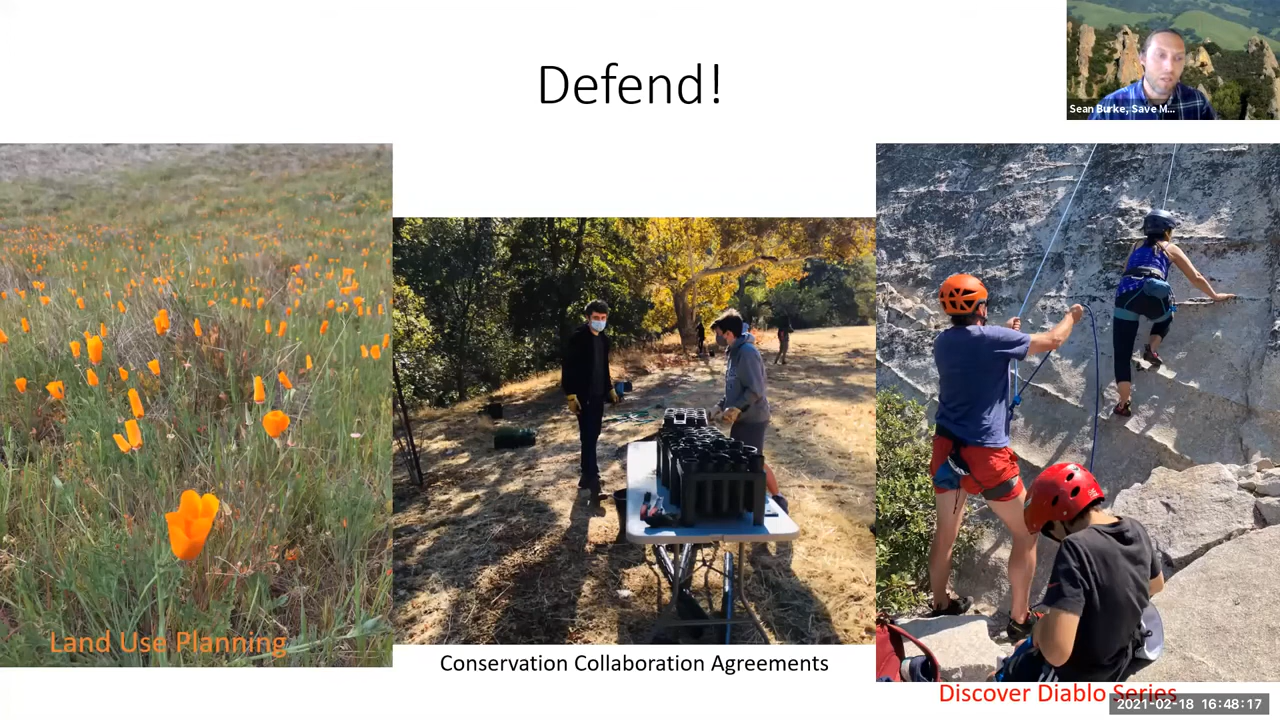 Defend!
Sean Burke, Save M...
Land Use Planning
Conservation Collaboration Agreements
Discover Diablo Series
2021-02-18 16:48:17